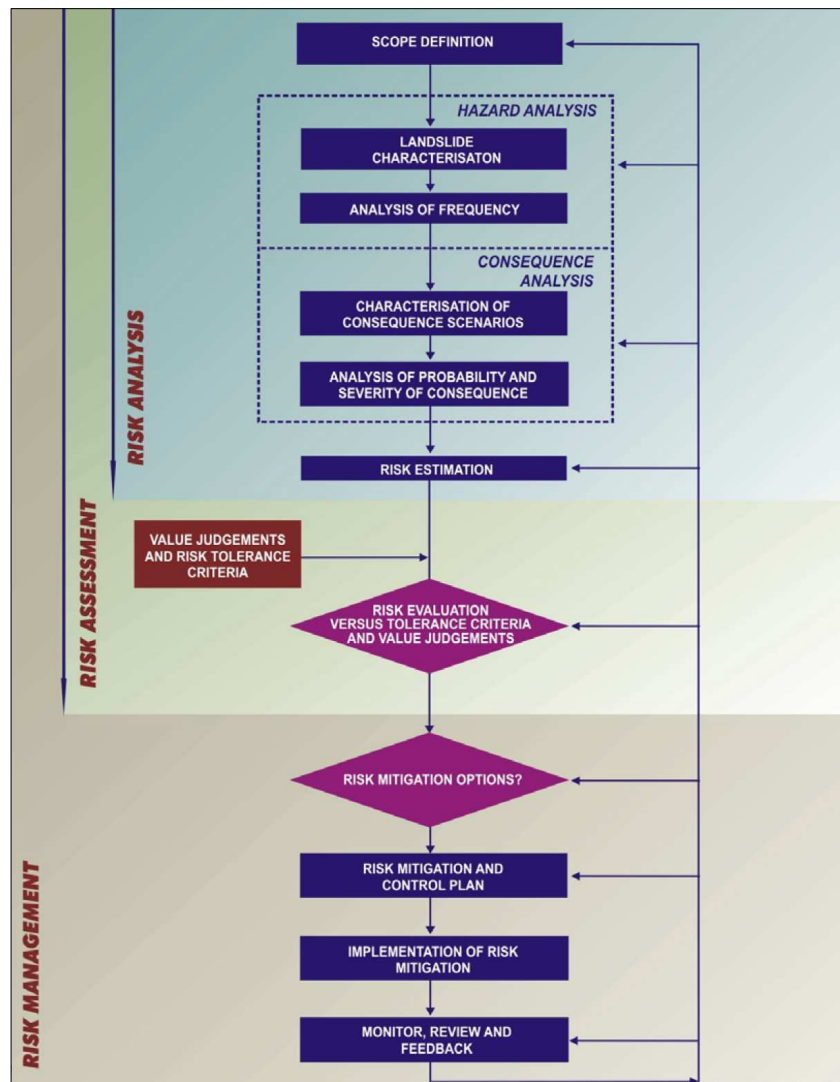 SCOPE DEFINITION
HAZARD ANALYSIS
LANDSLIDE
CHARACTERISATON
ANALYSIS OF FREQUENCY
CONSEQUENCE
ANALYSIS
CHARACTERISATION OF
CONSEQUENCE SCENARIOS
ANALYSIS OF PROBABILITY AND
SEVERITY OF CONSEQUENCE
RISK ESTIMATION
RISK ANALYSIS
VALUE JUDGEMENTS
AND RISK TOLERANCE
CRITERIA
RISK EVALUATION
VERSUS TOLERANCE CRITERIA
AND VALUE JUDGEMENTS
RISK ASSESSMENT
RISK MITIGATION OPTIONS?
RISK MITIGATION AND
CONTROL PLAN
IMPLEMENTATION OF RISK
MITIGATION
MONITOR, REVIEW AND
FEEDBACK
RISK MANAGEMENT